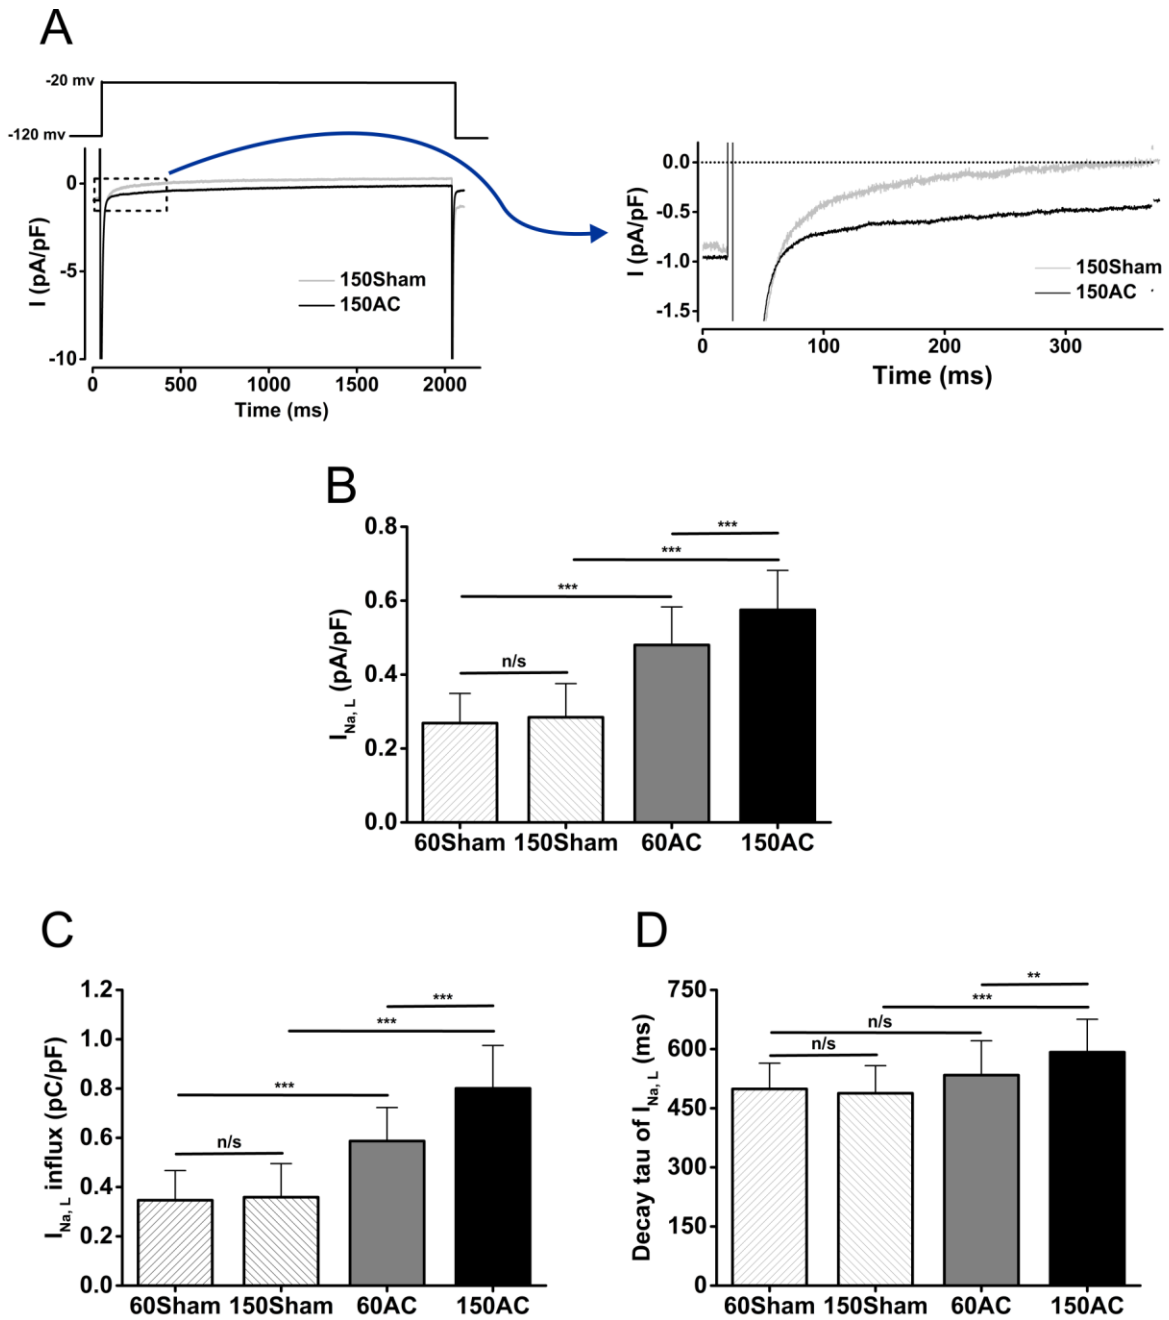 A
-20 mv
-120 mv
0
-5
-10
I (pA/pF)
150Sham
150AC
0 500 1000 1500 2000
Time (ms)
0.0
-0.5
-1.0
-1.5
I (pA/pF)
150Sham
150AC
0 100 200 300
Time (ms)
B
0.8
0.6
0.4
0.2
0.0
I Na, L (pA/pF)
***
***
***
n/s
60Sham 150Sham 60AC 150AC
C
1.2
1.0
0.8
0.6
0.4
0.2
0.0
I Na, L influx (pC/pF)
***
***
***
n/s
60Sham 150Sham 60AC 150AC
D
750
600
450
300
150
0
Decay tau of I Na, L (ms)
**
***
n/s
n/s
60Sham 150Sham 60AC 150AC